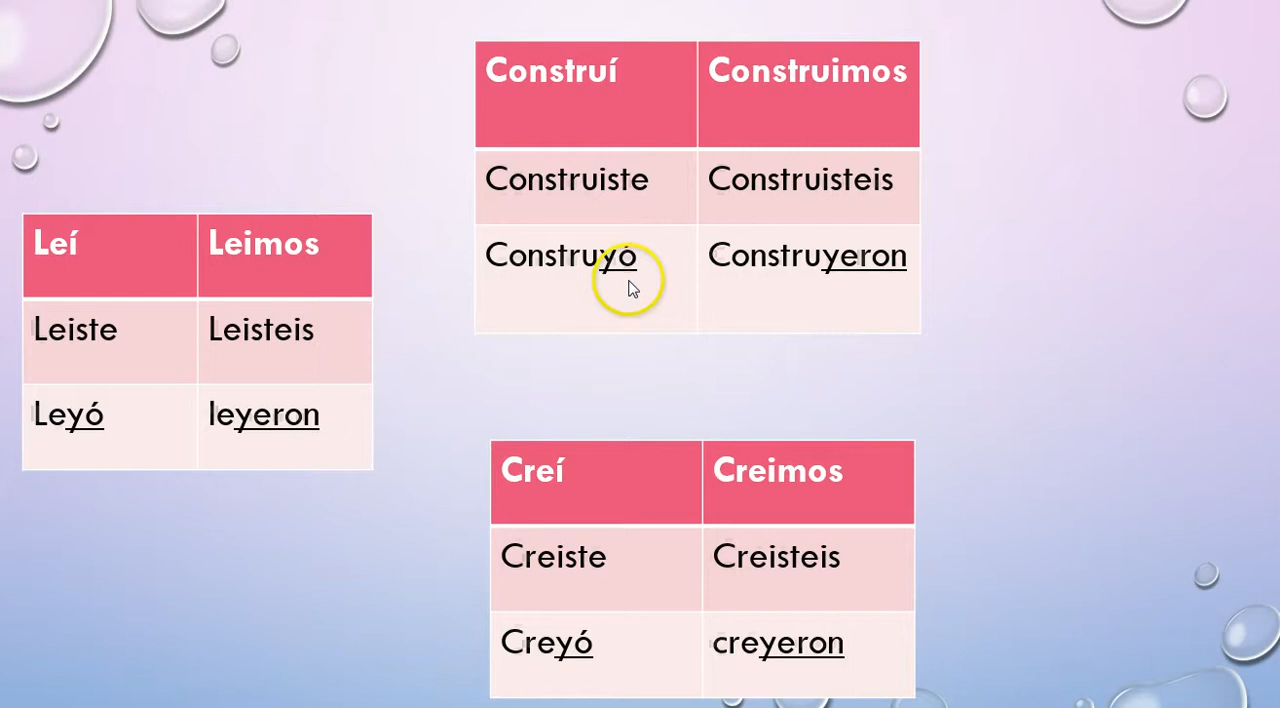 Leí Leimos
Leiste Leisteis
Leyó leyeron
Construí Construimos
Construiste Construisteis
Construyó Construyeron
Creí Creimos
Creiste Creisteis
Creyó creyeron